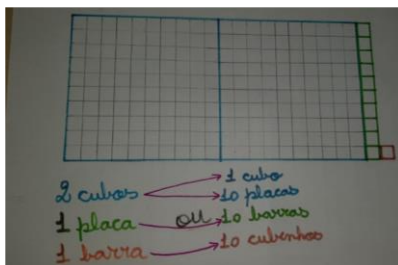 1 cubo
2 cubos
10 placas
1 placa ou 10 barras
1 barra 10 cubinhos